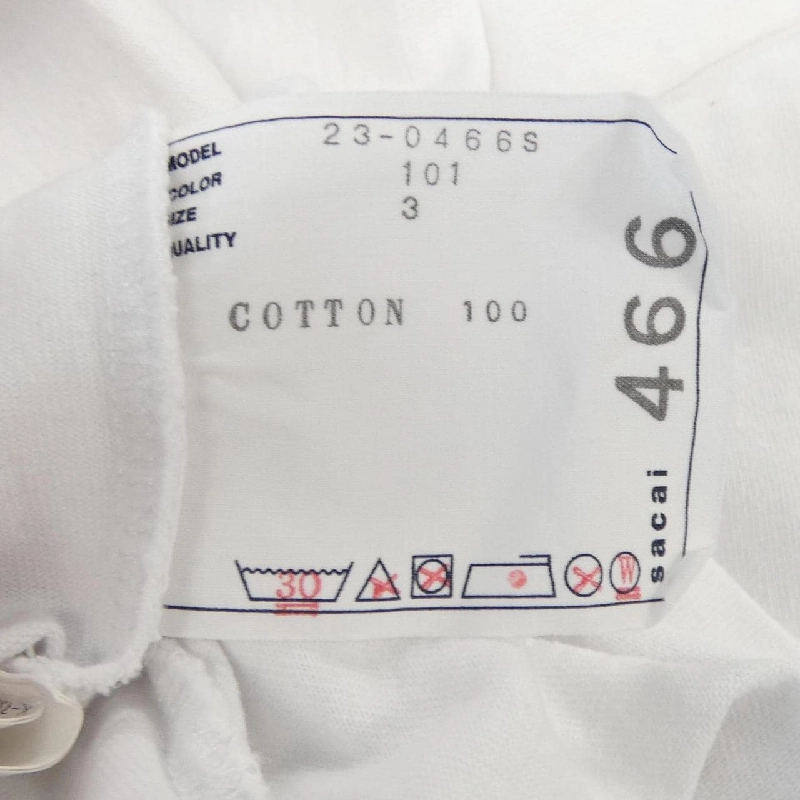 MODEL 23-0466S
COLOR 101
SIZE 3
QUALITY
COTTON 100
sacai 466
30
W